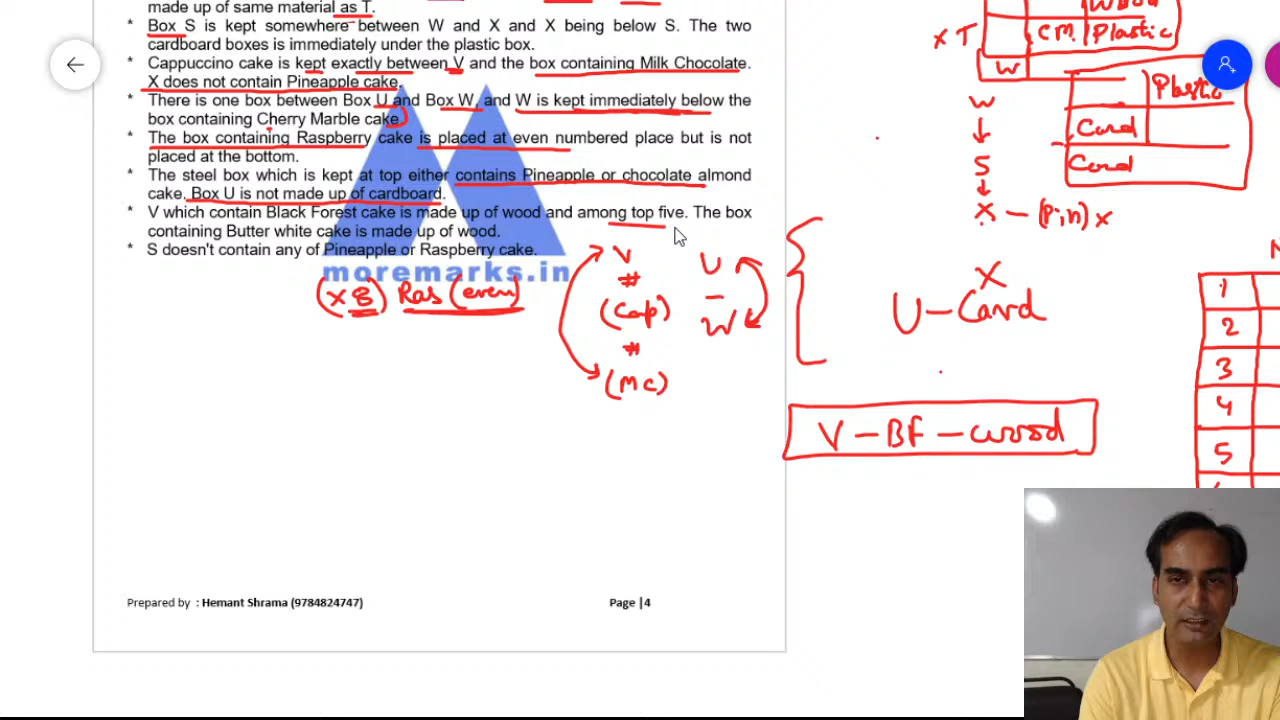 made up of same material as T.
* Box S is kept somewhere between W and X and X being below S. The two
cardboard boxes is immediately under the plastic box.
* Cappuccino cake is kept exactly between V and the box containing Milk Chocolate.
X does not contain Pineapple cake.
* There is one box between Box U and Box W and W is kept immediately below the
box containing Cherry Marble cake.
* The box containing Raspberry cake is placed at even numbered place but is not
placed at the bottom.
* The steel box which is kept at top either contains Pineapple or chocolate almond
cake. Box U is not made up of cardboard.
* V which contain Black Forest cake is made up of wood and among top five. The box
containing Butter white cake is made up of wood.
* S doesn't contain any of Pineapple or Raspberry cake.
moremarks.in
(x B) Ras (even)
V
#
(Cap)
#
(MC)
U
–
W
x T CM Plastic
W
W
↓
S
↓
X – (Pin) x
Plastic
Card
Card
X
U – Card
V – BF – wood
1
2
3
4
5
Prepared by : Hemant Shrama (9784824747)
Page |4